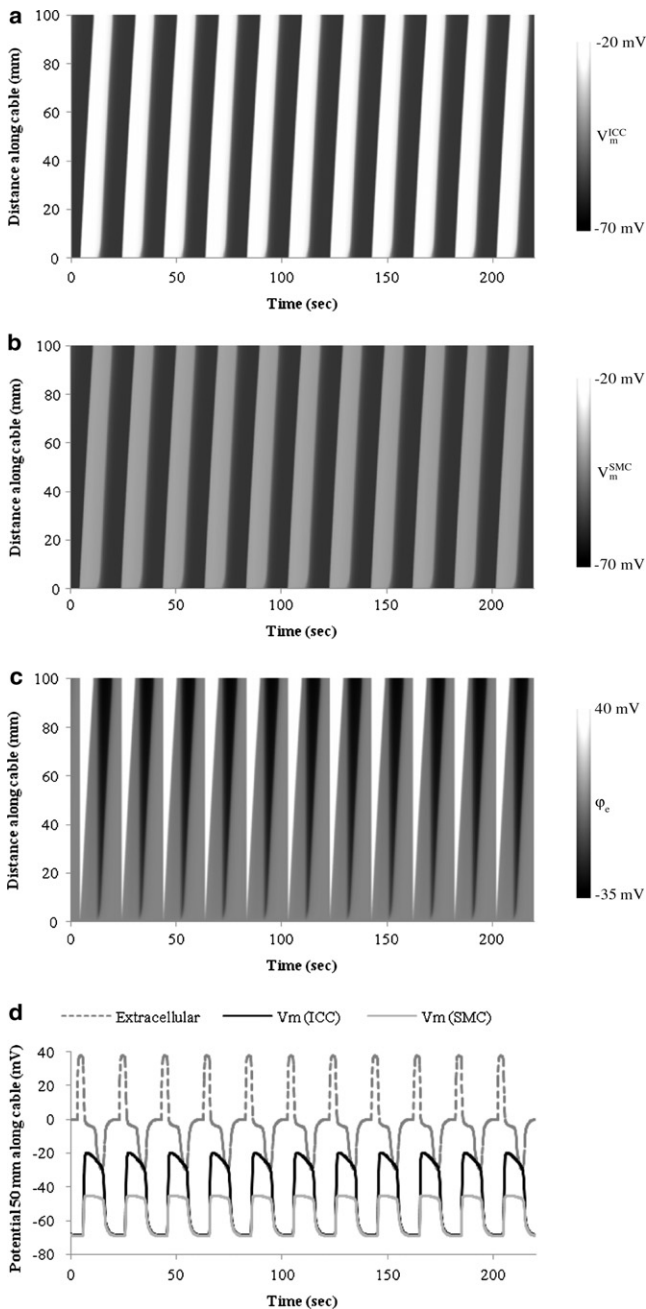 a
Distance along cable (mm)
100
80
60
40
20
0
0 50 100 150 200
Time (sec)
-20 mV
V_m^ICC
-70 mV
b
Distance along cable (mm)
100
80
60
40
20
0
0 50 100 150 200
Time (sec)
-20 mV
V_m^SMC
-70 mV
c
Distance along cable (mm)
100
80
60
40
20
0
0 50 100 150 200
Time (sec)
40 mV
φ_e
-35 mV
d
Extracellular Vm (ICC) Vm (SMC)
Potential 50 mm along cable (mV)
40
20
0
-20
-40
-60
-80
0 50 100 150 200
Time (sec)